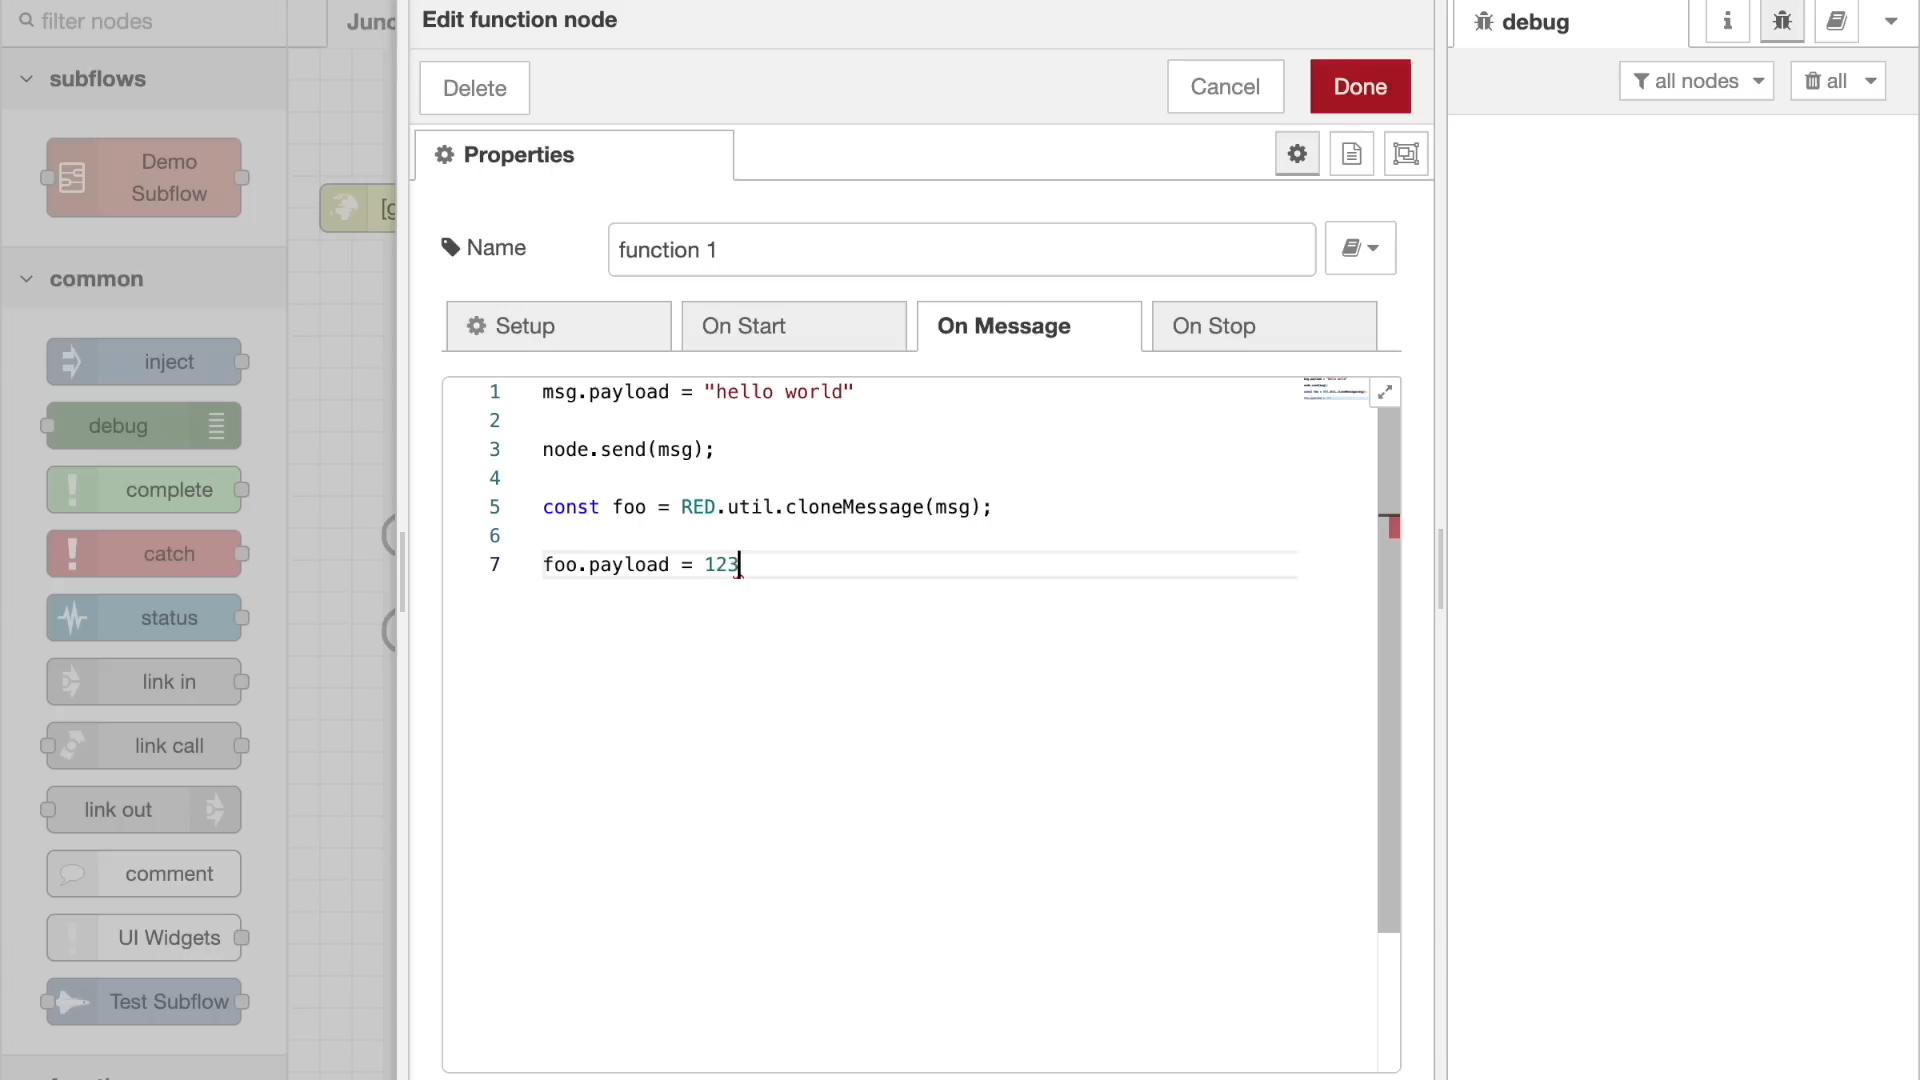 filter nodes
subflows
Demo
Subflow
common
inject
debug
complete
catch
status
link in
link call
link out
comment
UI Widgets
Test Subflow
Edit function node
Delete
Cancel
Done
Properties
Name
function 1
Setup
On Start
On Message
On Stop
1 msg.payload = "hello world"
2
3 node.send(msg);
4
5 const foo = RED.util.cloneMessage(msg);
6
7 foo.payload = 123
debug
all nodes
all